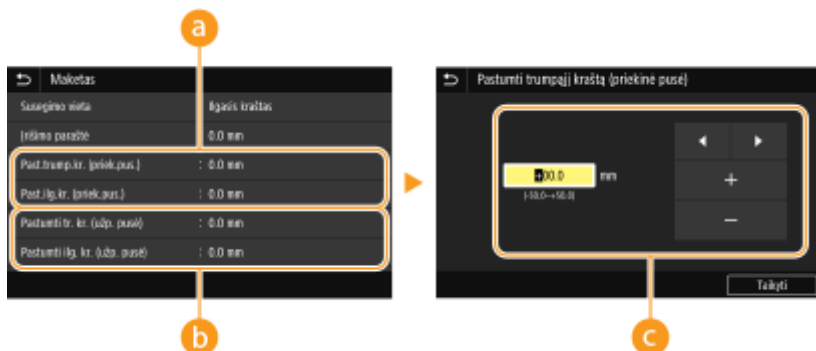 a
Maketas
Susegimo vieta : Ilgasis kraštas
Įrišimo paraštė : 0.0 mm
Past.trump.kr. (priek.pus.) : 0.0 mm
Past.ilg.kr. (priek.pus.) : 0.0 mm
Pastumti tr. kr. (užp. pusė) : 0.0 mm
Pastumti ilg. kr. (užp. pusė) : 0.0 mm
b
Pastumti trumpąjį kraštą (priekinė pusė)
+00.0 mm
(-50.0~+50.0)
+
−
Taikyti
c